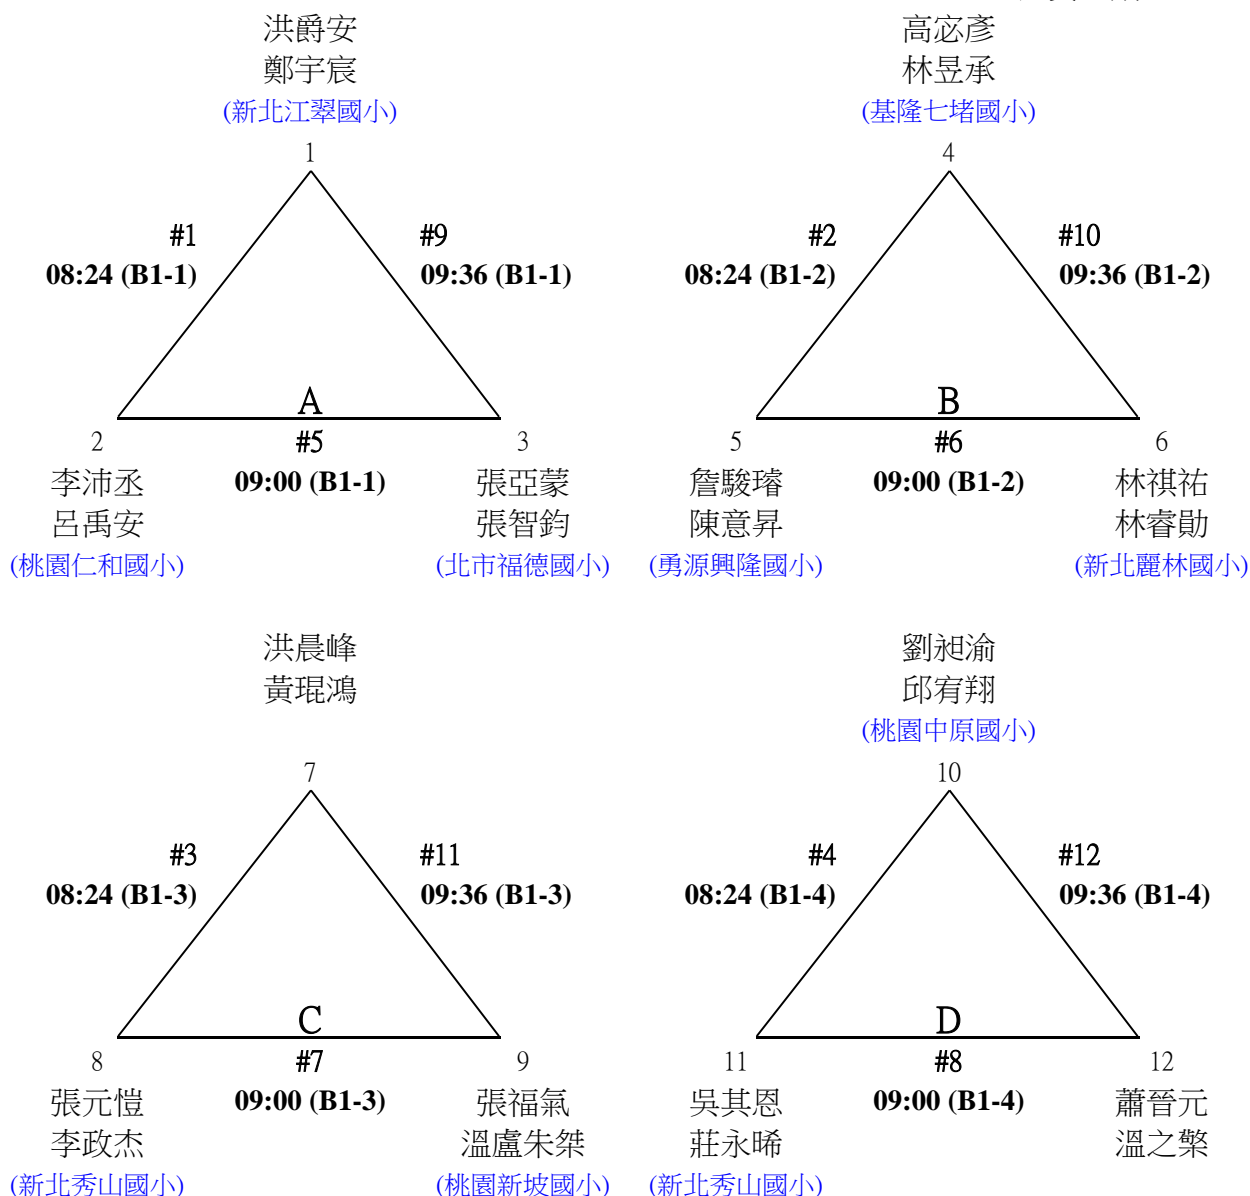 洪爵安
鄭宇宸
(新北江翠國小)
1
#1
08:24 (B1-1)
#9
09:36 (B1-1)
A
2
#5
3
李沛丞
呂禹安
(桃園仁和國小)
09:00 (B1-1)
張亞蒙
張智鈞
(北市福德國小)
高宓彥
林昱承
(基隆七堵國小)
4
#2
08:24 (B1-2)
#10
09:36 (B1-2)
B
5
#6
6
詹駿璿
陳意昇
(勇源興隆國小)
09:00 (B1-2)
林祺祐
林睿勛
(新北麗林國小)
洪晨峰
黃琨鴻
7
#3
08:24 (B1-3)
#11
09:36 (B1-3)
C
8
#7
9
張元愷
李政杰
(新北秀山國小)
09:00 (B1-3)
張福氣
溫盧朱桀
(桃園新坡國小)
劉昶渝
邱宥翔
(桃園中原國小)
10
#4
08:24 (B1-4)
#12
09:36 (B1-4)
D
11
#8
12
吳其恩
莊永晞
(新北秀山國小)
09:00 (B1-4)
蕭晉元
溫之棨